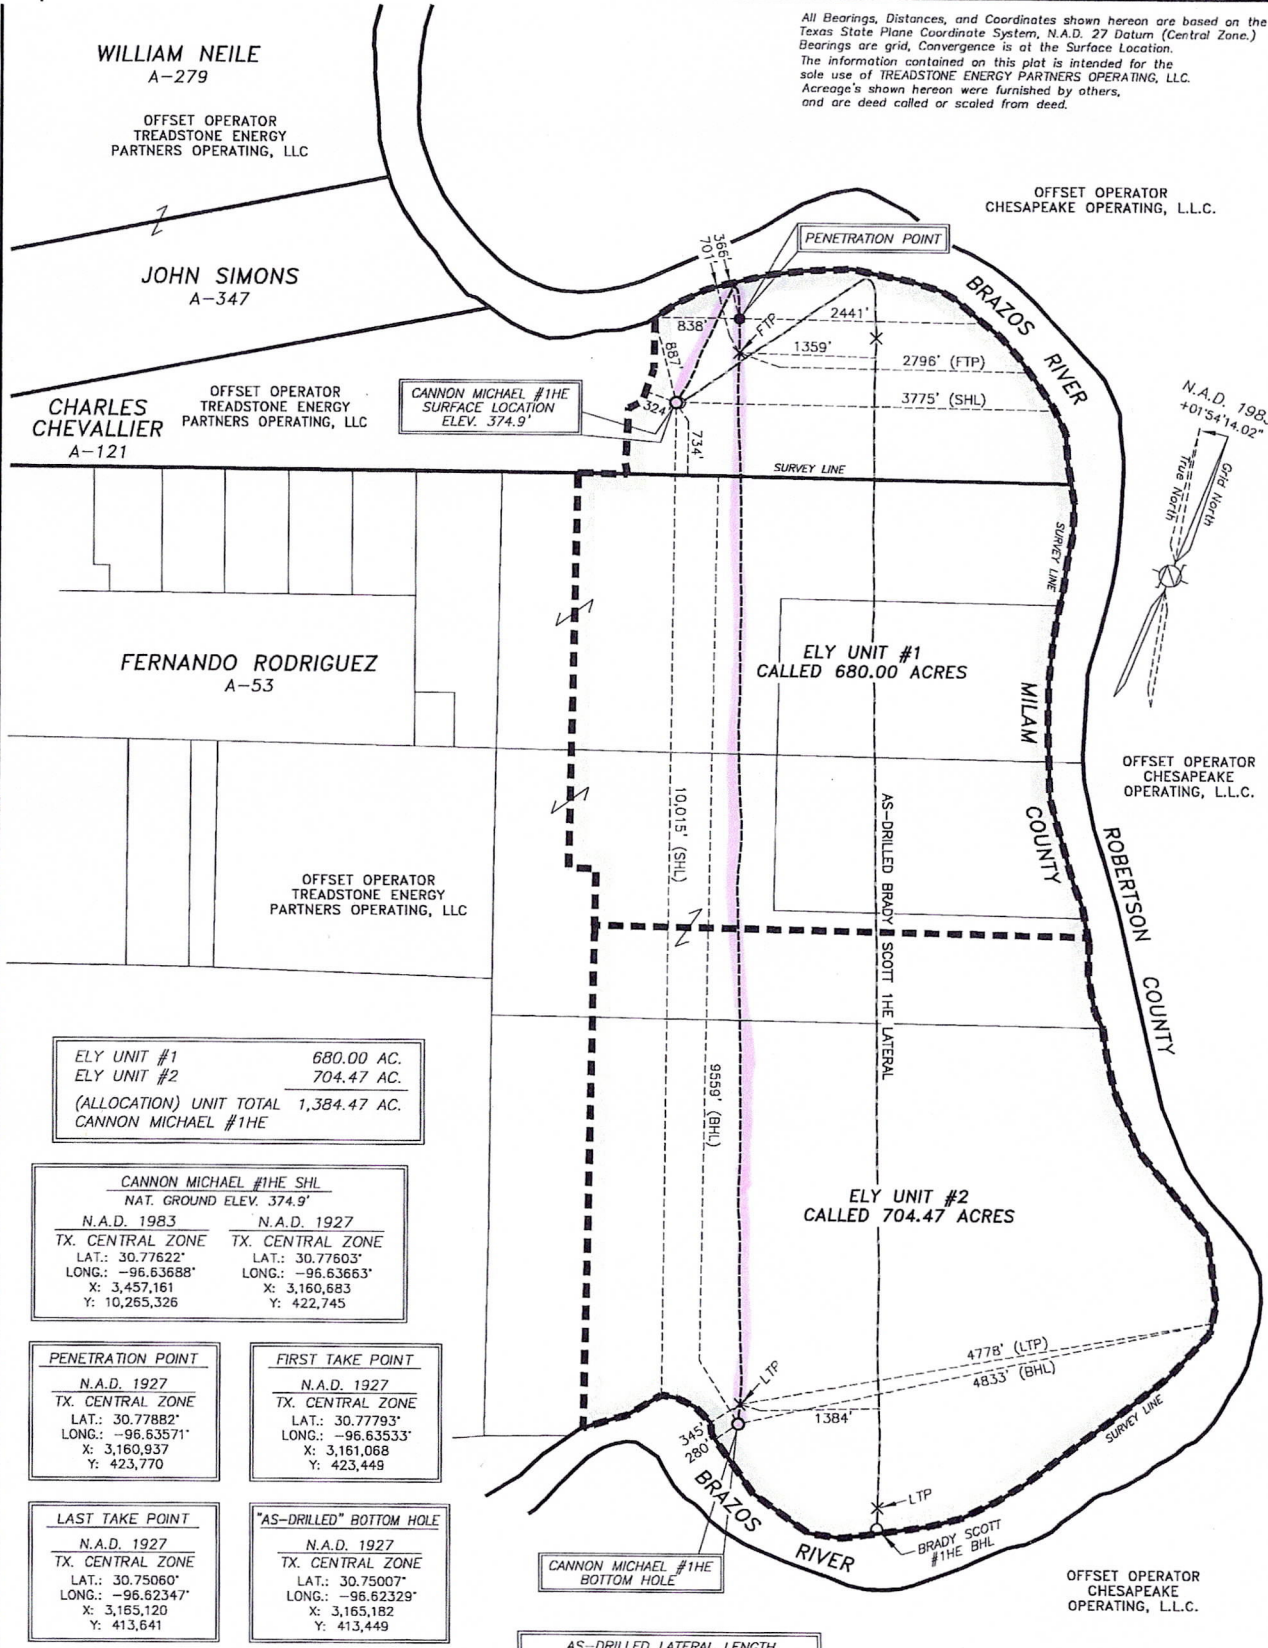 All Bearings, Distances, and Coordinates shown hereon are based on the
Texas State Plane Coordinate System, N.A.D. 27 Datum (Central Zone.)
Bearings are grid, Convergence is at the Surface Location.
The information contained on this plat is intended for the
sole use of TREADSTONE ENERGY PARTNERS OPERATING, LLC.
Acreage's shown hereon were furnished by others,
and are deed called or scaled from deed.
WILLIAM NEILE
A-279
OFFSET OPERATOR
TREADSTONE ENERGY
PARTNERS OPERATING, LLC
OFFSET OPERATOR
CHESAPEAKE OPERATING, L.L.C.
JOHN SIMONS
A-347
PENETRATION POINT
366'
701'
BRAZOS RIVER
838'
FTP
2441'
1359'
2796' (FTP)
887'
3775' (SHL)
324'
734'
CANNON MICHAEL #1HE
SURFACE LOCATION
ELEV. 374.9'
CHARLES
CHEVALLIER
A-121
OFFSET OPERATOR
TREADSTONE ENERGY
PARTNERS OPERATING, LLC
SURVEY LINE
N.A.D. 1983
+01°54'14.02"
Grid North
True North
SURVEY LINE
FERNANDO RODRIGUEZ
A-53
ELY UNIT #1
CALLED 680.00 ACRES
MILAM COUNTY
OFFSET OPERATOR
CHESAPEAKE
OPERATING, L.L.C.
ROBERTSON COUNTY
10,015' (SHL)
AS-DRILLED BRADY SCOTT 1HE LATERAL
OFFSET OPERATOR
TREADSTONE ENERGY
PARTNERS OPERATING, LLC
9559' (BHL)
ELY UNIT #1 680.00 AC.
ELY UNIT #2 704.47 AC.
(ALLOCATION) UNIT TOTAL 1,384.47 AC.
CANNON MICHAEL #1HE
CANNON MICHAEL #1HE SHL
NAT. GROUND ELEV. 374.9'
N.A.D. 1983
TX. CENTRAL ZONE
LAT.: 30.77622°
LONG.: -96.63688°
X: 3,457,161
Y: 10,265,326
N.A.D. 1927
TX. CENTRAL ZONE
LAT.: 30.77603°
LONG.: -96.63663°
X: 3,160,683
Y: 422,745
ELY UNIT #2
CALLED 704.47 ACRES
PENETRATION POINT
N.A.D. 1927
TX. CENTRAL ZONE
LAT.: 30.77882°
LONG.: -96.63571°
X: 3,160,937
Y: 423,770
FIRST TAKE POINT
N.A.D. 1927
TX. CENTRAL ZONE
LAT.: 30.77793°
LONG.: -96.63533°
X: 3,161,068
Y: 423,449
4778' (LTP)
4833' (BHL)
LTP
1384'
345'
280'
SURVEY LINE
LAST TAKE POINT
N.A.D. 1927
TX. CENTRAL ZONE
LAT.: 30.75060°
LONG.: -96.62347°
X: 3,165,120
Y: 413,641
"AS-DRILLED" BOTTOM HOLE
N.A.D. 1927
TX. CENTRAL ZONE
LAT.: 30.75007°
LONG.: -96.62329°
X: 3,165,182
Y: 413,449
BRAZOS RIVER
LTP
BRADY SCOTT
#1HE BHL
CANNON MICHAEL #1HE
BOTTOM HOLE
OFFSET OPERATOR
CHESAPEAKE
OPERATING, L.L.C.
AS-DRILLED LATERAL LENGTH